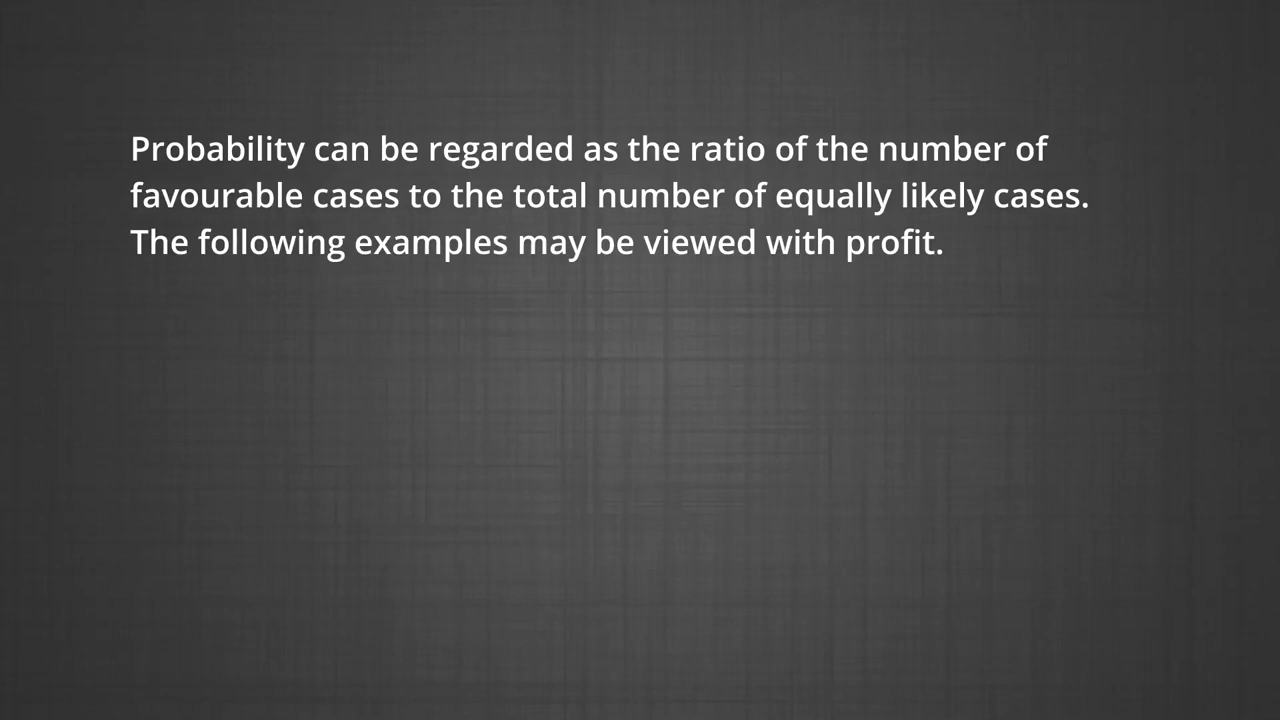 Probability can be regarded as the ratio of the number of
favourable cases to the total number of equally likely cases.
The following examples may be viewed with profit.